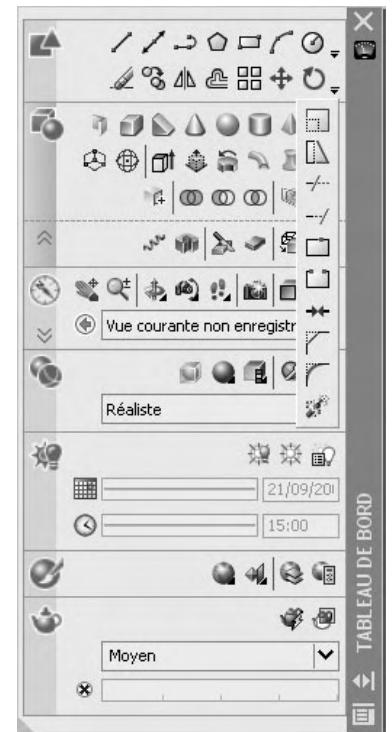 Vue courante non enregistr
Réaliste
21/09/20
15:00
Moyen
TABLEAU DE BORD